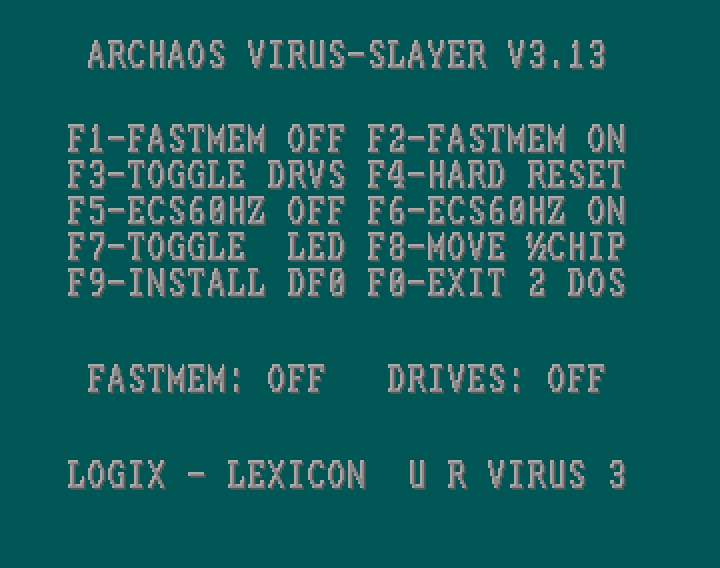 ARCHAOS VIRUS-SLAYER V3.13
F1-FASTMEM OFF F2-FASTMEM ON
F3-TOGGLE DRVS F4-HARD RESET
F5-ECS60HZ OFF F6-ECS60HZ ON
F7-TOGGLE  LED F8-MOVE ½CHIP
F9-INSTALL DF0 F0-EXIT 2 DOS
FASTMEM: OFF   DRIVES: OFF
LOGIX - LEXICON  U R VIRUS 3